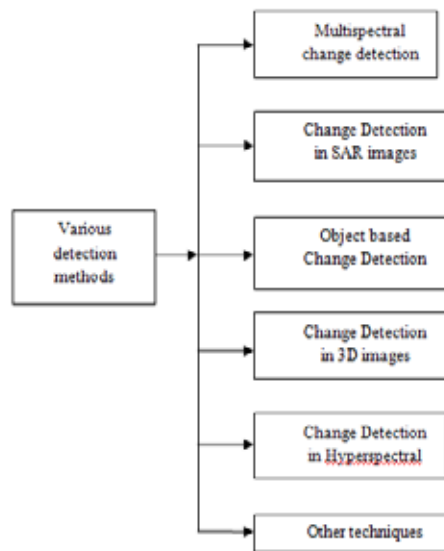 Multispectral
change detection
Change Detection
in SAR images
Various
detection
methods
Object based
Change Detection
Change Detection
in 3D images
Change Detection
in Hyperspectral
Other techniques